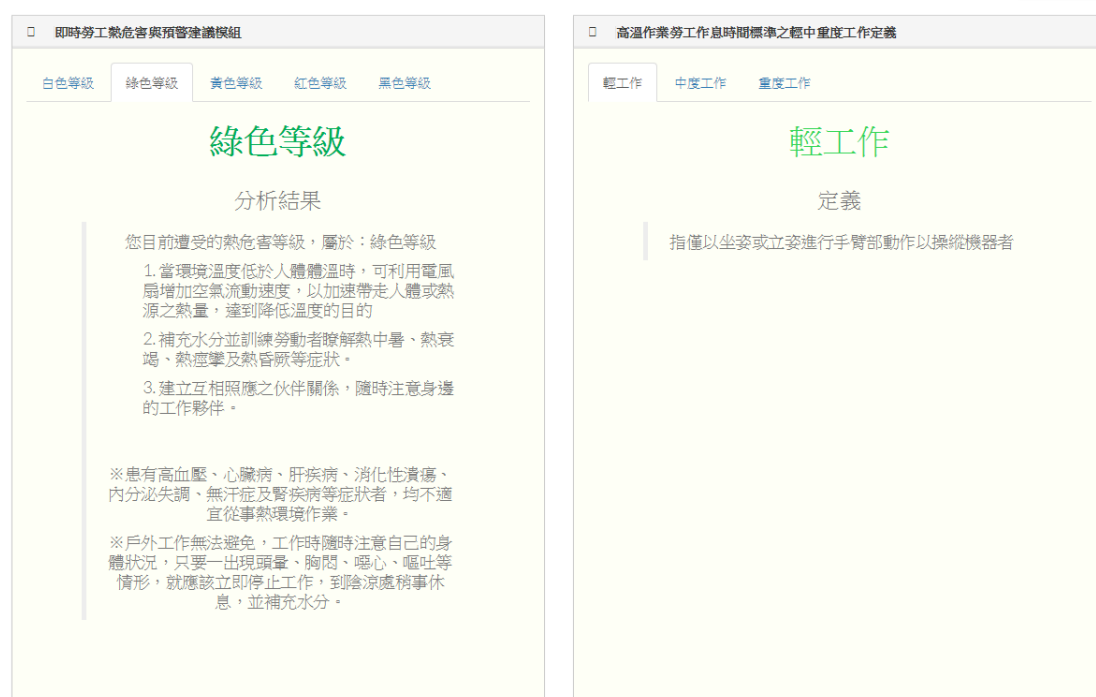 即時勞工熱危害與預警建議模組
白色等級 綠色等級 黃色等級 紅色等級 黑色等級
綠色等級
分析結果
您目前遭受的熱危害等級，屬於：綠色等級
1. 當環境溫度低於人體體溫時，可利用電風
扇增加空氣流動速度，以加速帶走人體或熱
源之熱量，達到降低溫度的目的
2. 補充水分並訓練勞動者瞭解熱中暑、熱衰
竭、熱痙攣及熱昏厥等症狀。
3. 建立互相照應之伙伴關係，隨時注意身邊
的工作夥伴。
※患有高血壓、心臟病、肝疾病、消化性潰瘍、
內分泌失調、無汗症及腎疾病等症狀者，均不適
宜從事熱環境作業。
※戶外工作無法避免，工作時隨時注意自己的身
體狀況，只要一出現頭暈、胸悶、噁心、嘔吐等
情形，就應該立即停止工作，到陰涼處稍事休
息，並補充水分。
高溫作業勞工作息時間標準之輕中重度工作定義
輕工作 中度工作 重度工作
輕工作
定義
指僅以坐姿或立姿進行手臂部動作以操縱機器者